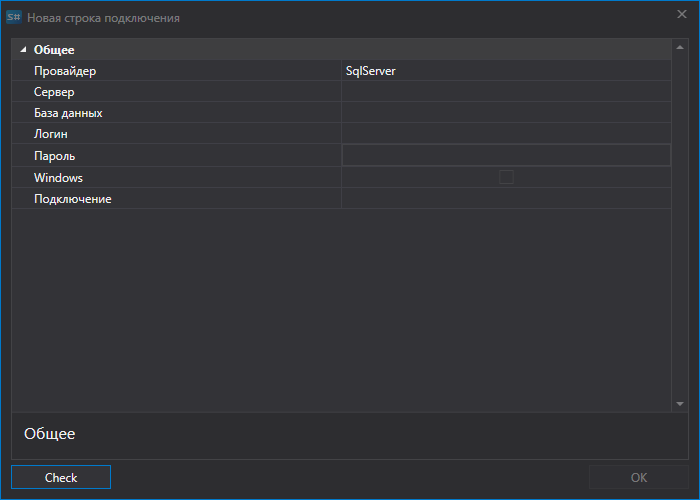 S# Новая строка подключения
Общее
Провайдер SqlServer
Сервер
База данных
Логин
Пароль
Windows
Подключение
Общее
Check OK